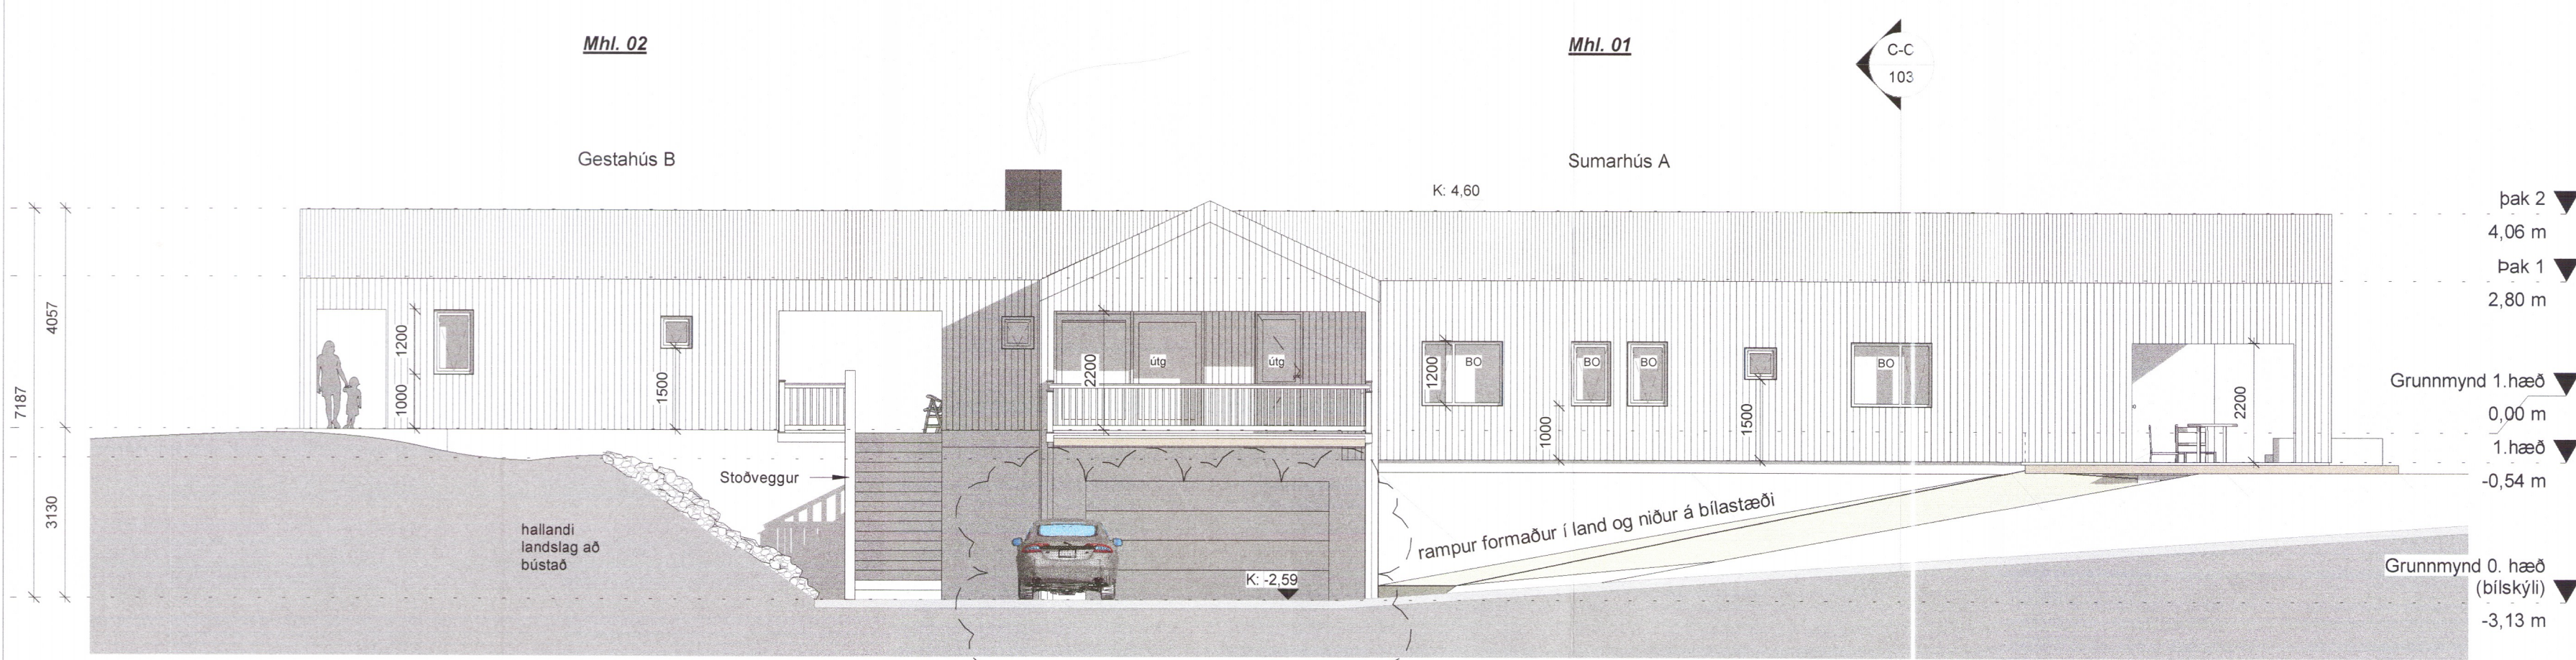 Mhl. 02
Mhl. 01
C-C
103
Gestahús B
Sumarhús A
K: 4,60
þak 2
4,06 m
Þak 1
2,80 m
Grunnmynd 1.hæð
0,00 m
1.hæð
-0,54 m
Grunnmynd 0. hæð
(bílskýli)
-3,13 m
7187
4057
3130
1200
1000
1500
2200
útg
útg
1200
BO
BO
BO
BO
1000
1500
2200
Stoðveggur
hallandi
landslag að
bústað
K: -2,59
rampur formaður í land og niður á bílastæði